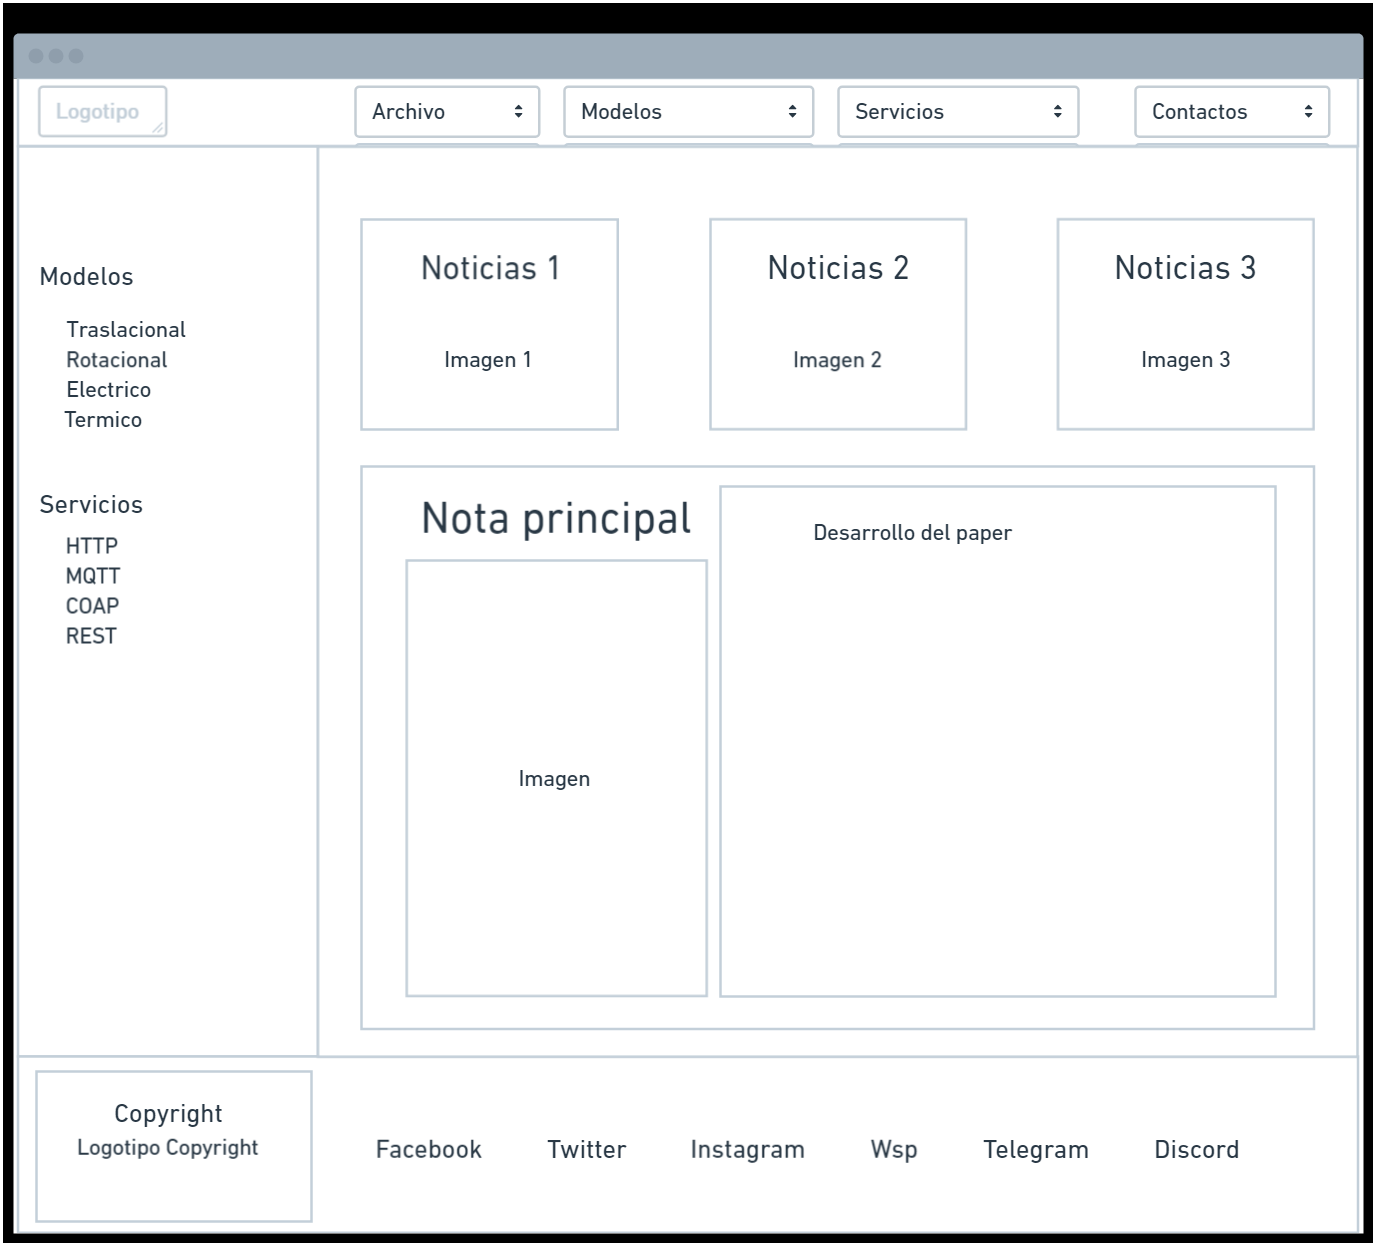 Logotipo
Archivo
Modelos
Servicios
Contactos
Modelos
Traslacional
Rotacional
Electrico
Termico
Servicios
HTTP
MQTT
COAP
REST
Noticias 1
Imagen 1
Noticias 2
Imagen 2
Noticias 3
Imagen 3
Nota principal
Imagen
Desarrollo del paper
Copyright
Logotipo Copyright
Facebook
Twitter
Instagram
Wsp
Telegram
Discord